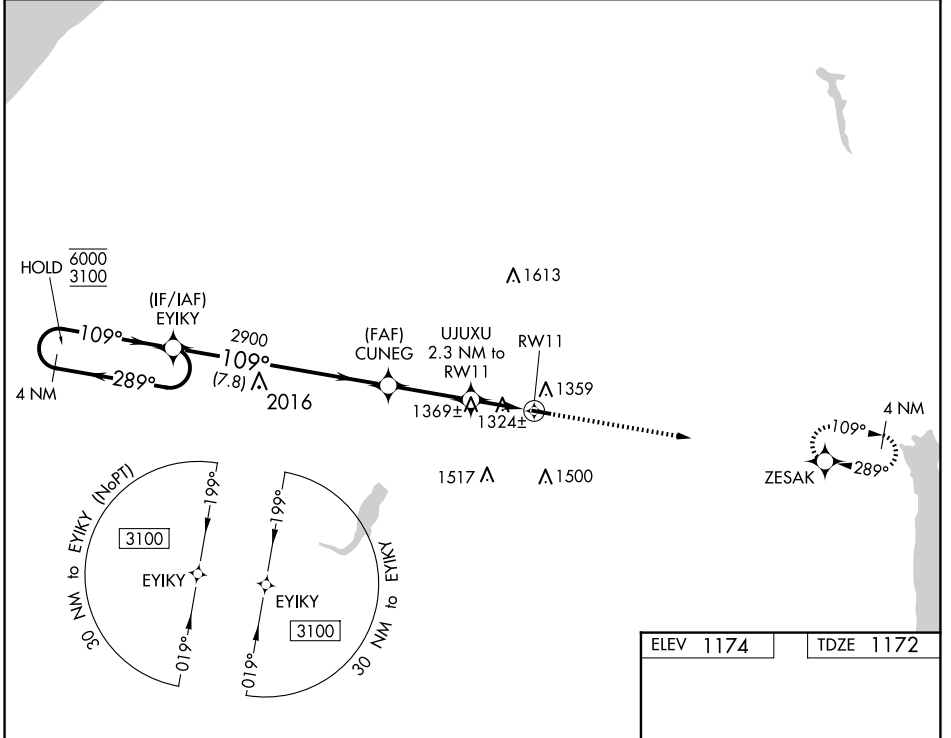 HOLD 6000
3100
(IF/IAF)
EYIKY
109°
289°
4 NM
2900
109°
(7.8)
2016
(FAF)
CUNEG
UJUXU
2.3 NM to
RW11
RW11
1613
1359
1369±
1324±
1517
1500
4 NM
109°
289°
ZESAK
30 NM to EYIKY (NoPT)
199°
3100
EYIKY
019°
199°
EYIKY
3100
019°
30 NM to EYIKY
ELEV 1174
TDZE 1172